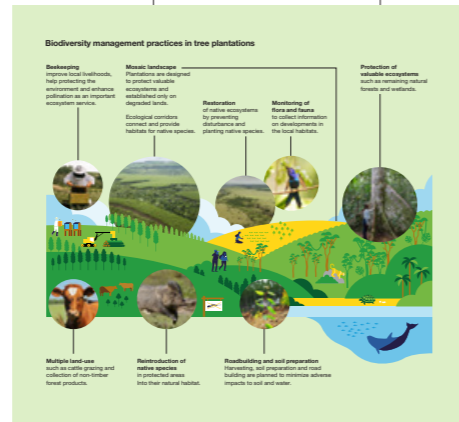 Biodiversity management practices in tree plantations
Beekeeping
improve local livelihoods,
help protecting the
environment and enhance
pollination as an important
ecosystem service.
Mosaic landscape
Plantations are designed
to protect valuable
ecosystems and
established only on
degraded lands.
Ecological corridors
connect and provide
habitats for native species.
Restoration
of native ecosystems
by preventing
disturbance and
planting native species.
Monitoring of
flora and fauna
to collect information
on developments in
the local habitats.
Protection of
valuable ecosystems
such as remaining natural
forests and wetlands.
Multiple land-use
such as cattle grazing and
collection of non-timber
forest products.
Reintroduction of
native species
in protected areas
Into their natural habitat.
Roadbuilding and soil preparation
Harvesting, soil preparation and road
building are planned to minimize adverse
impacts to soil and water.